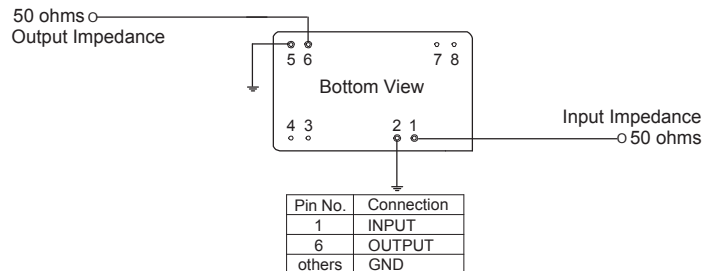 50 ohms
Output Impedance
5 6
7 8
Bottom View
Input Impedance
50 ohms
4 3
2 1
Pin No. Connection
1 INPUT
6 OUTPUT
others GND